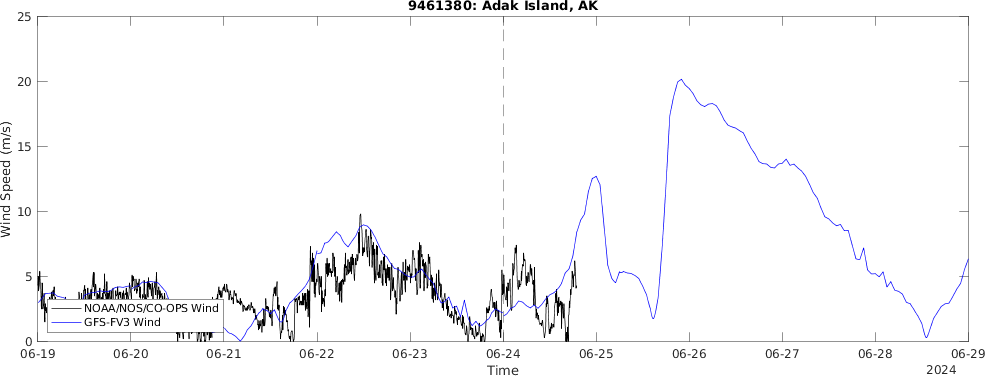 9461380: Adak Island, AK
25
20
15
10
5
0
Wind Speed (m/s)
NOAA/NOS/CO-OPS Wind
GFS-FV3 Wind
06-19 06-20 06-21 06-22 06-23 06-24 06-25 06-26 06-27 06-28 06-29
Time
2024